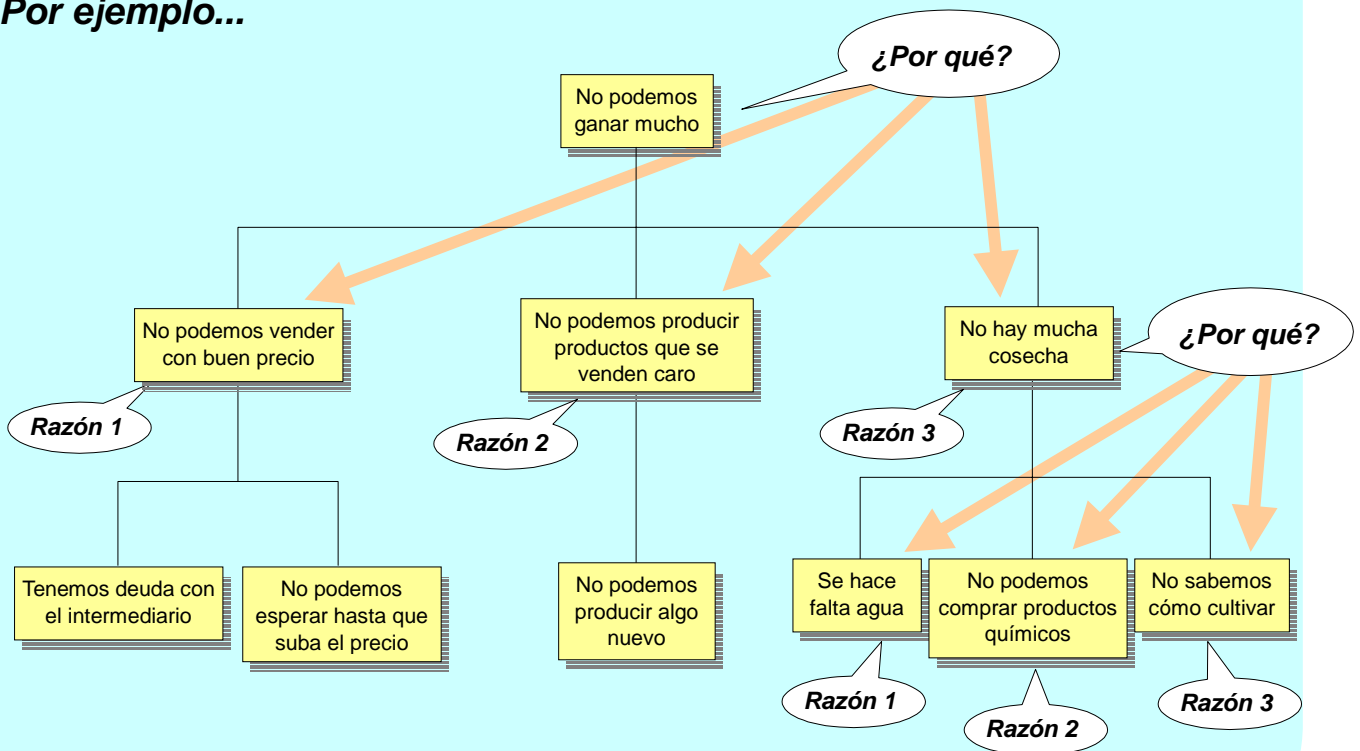 Por ejemplo...
¿Por qué?
No podemos
ganar mucho
No podemos vender
con buen precio
No podemos producir
productos que se
venden caro
No hay mucha
cosecha
¿Por qué?
Razón 1
Razón 2
Razón 3
Tenemos deuda con
el intermediario
No podemos
esperar hasta que
suba el precio
No podemos
producir algo
nuevo
Se hace
falta agua
No podemos
comprar productos
químicos
No sabemos
cómo cultivar
Razón 1
Razón 2
Razón 3